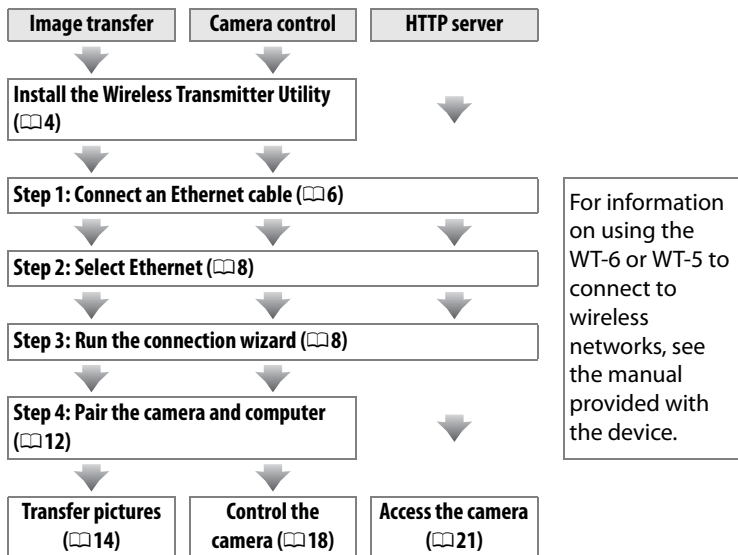 Image transfer
Camera control
HTTP server
Install the Wireless Transmitter Utility
(📖4)
Step 1: Connect an Ethernet cable (📖6)
Step 2: Select Ethernet (📖8)
Step 3: Run the connection wizard (📖8)
Step 4: Pair the camera and computer
(📖12)
Transfer pictures
(📖14)
Control the
camera (📖18)
Access the camera
(📖21)
For information
on using the
WT-6 or WT-5 to
connect to
wireless
networks, see
the manual
provided with
the device.